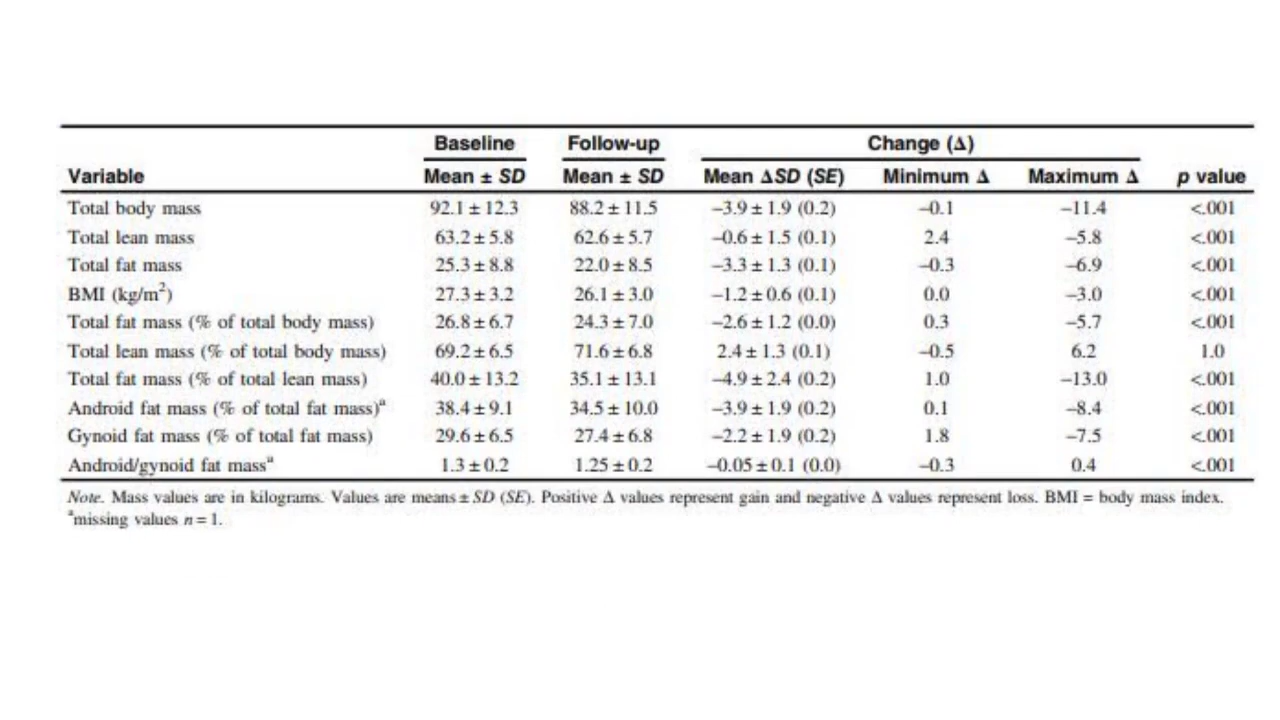 Baseline Follow-up Change (Δ)
Variable Mean ± SD Mean ± SD Mean ΔSD (SE) Minimum Δ Maximum Δ p value
Total body mass 92.1 ± 12.3 88.2 ± 11.5 −3.9 ± 1.9 (0.2) −0.1 −11.4 <.001
Total lean mass 63.2 ± 5.8 62.6 ± 5.7 −0.6 ± 1.5 (0.1) 2.4 −5.8 <.001
Total fat mass 25.3 ± 8.8 22.0 ± 8.5 −3.3 ± 1.3 (0.1) −0.3 −6.9 <.001
BMI (kg/m²) 27.3 ± 3.2 26.1 ± 3.0 −1.2 ± 0.6 (0.1) 0.0 −3.0 <.001
Total fat mass (% of total body mass) 26.8 ± 6.7 24.3 ± 7.0 −2.6 ± 1.2 (0.0) 0.3 −5.7 <.001
Total lean mass (% of total body mass) 69.2 ± 6.5 71.6 ± 6.8 2.4 ± 1.3 (0.1) −0.5 6.2 1.0
Total fat mass (% of total lean mass) 40.0 ± 13.2 35.1 ± 13.1 −4.9 ± 2.4 (0.2) 1.0 −13.0 <.001
Android fat mass (% of total fat mass)ᵃ 38.4 ± 9.1 34.5 ± 10.0 −3.9 ± 1.9 (0.2) 0.1 −8.4 <.001
Gynoid fat mass (% of total fat mass) 29.6 ± 6.5 27.4 ± 6.8 −2.2 ± 1.9 (0.2) 1.8 −7.5 <.001
Android/gynoid fat massᵃ 1.3 ± 0.2 1.25 ± 0.2 −0.05 ± 0.1 (0.0) −0.3 0.4 <.001
Note. Mass values are in kilograms. Values are means ± SD (SE). Positive Δ values represent gain and negative Δ values represent loss. BMI = body mass index.
ᵃmissing values n = 1.